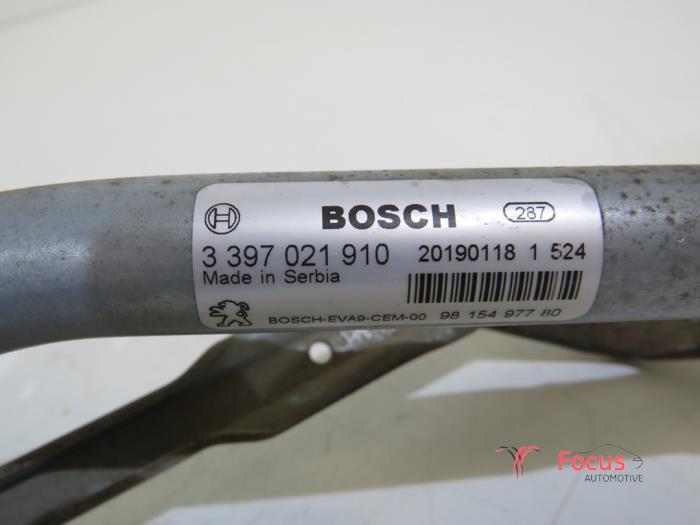 BOSCH 287
3 397 021 910 20190118 1 524
Made in Serbia
BOSCH-EVA9-CEM-00 98 154 977 80
Focus
AUTOMOTIVE